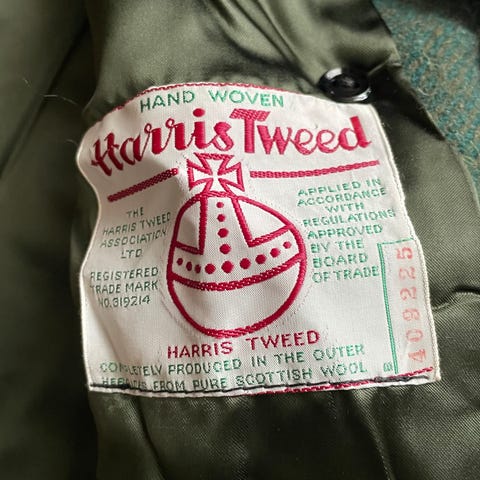 HAND WOVEN
Harris Tweed
THE
HARRIS TWEED
ASSOCIATION
LTD
REGISTERED
TRADE MARK
NO.319214
APPLIED IN
ACCORDANCE
WITH
REGULATIONS
APPROVED
BY THE
BOARD
OF TRADE
HARRIS TWEED
COMPLETELY PRODUCED IN THE OUTER
HEBRIDES FROM PURE SCOTTISH WOOL
B 409225